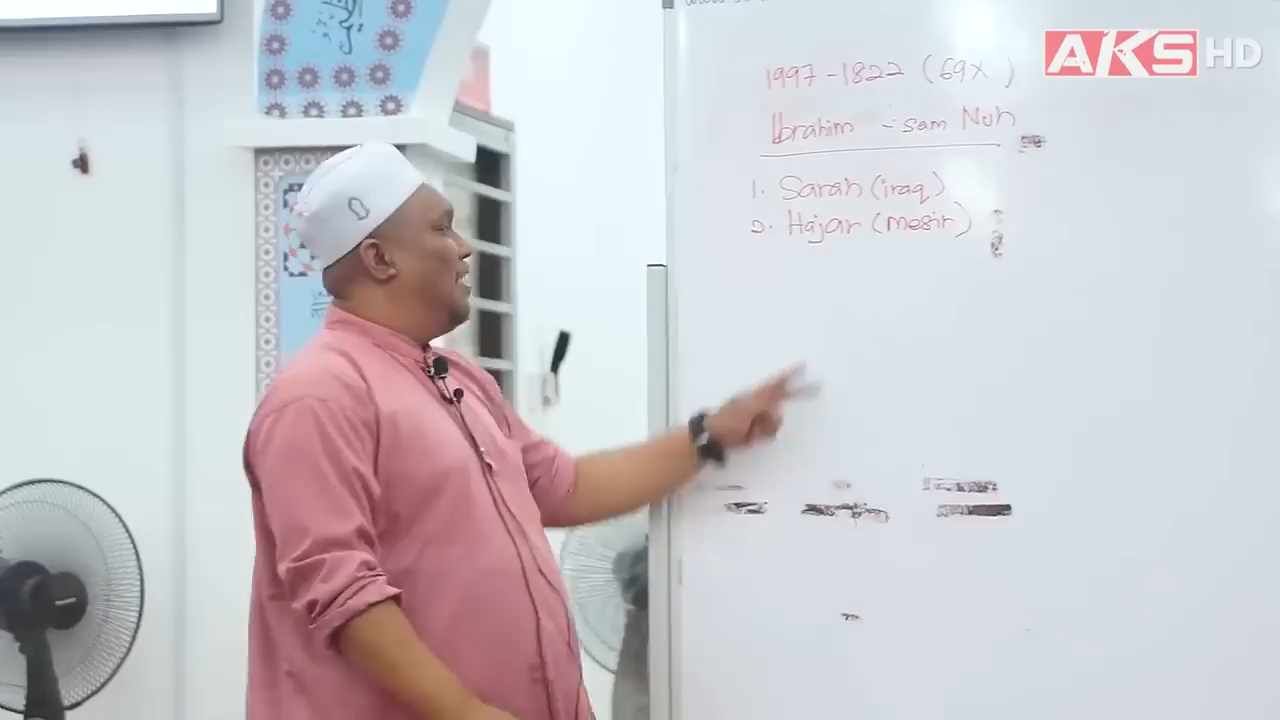 AKS HD
1997 - 1822 (69X)
Ibrahim - Sam Nuh
1. Sarah (iraq)
2. Hajar (mesir)